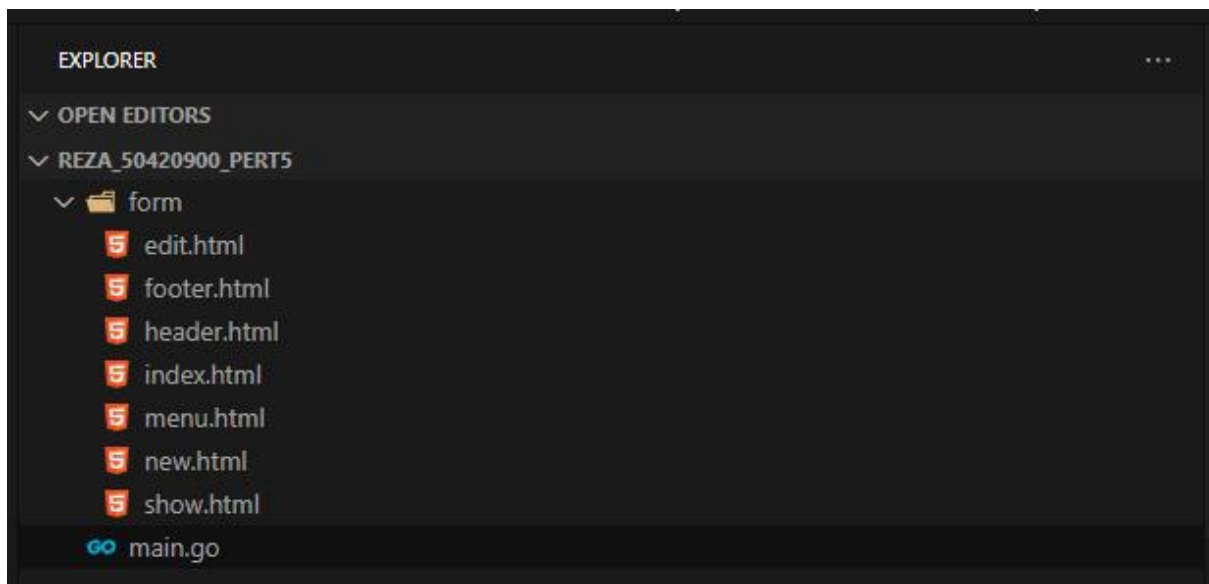 EXPLORER
OPEN EDITORS
REZA_50420900_PERT5
form
edit.html
footer.html
header.html
index.html
menu.html
new.html
show.html
GO main.go